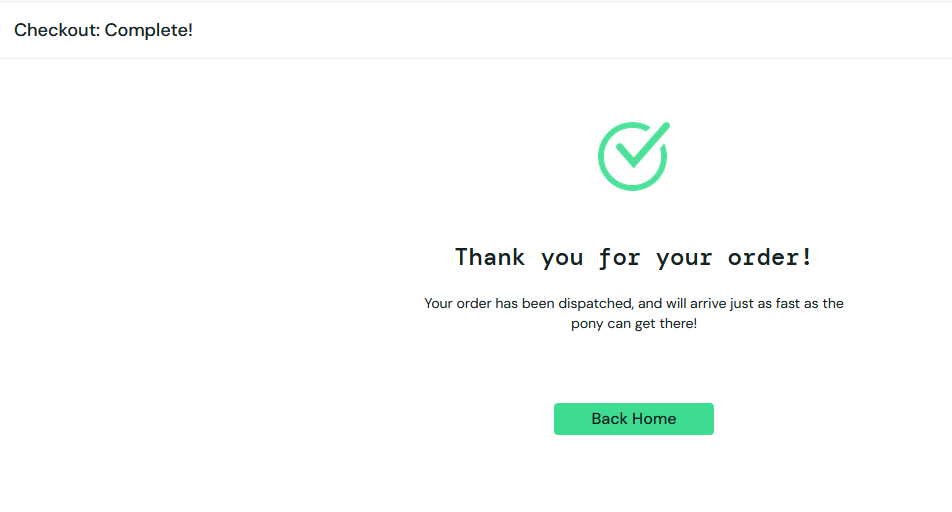 Checkout: Complete!
Thank you for your order!
Your order has been dispatched, and will arrive just as fast as the
pony can get there!
Back Home